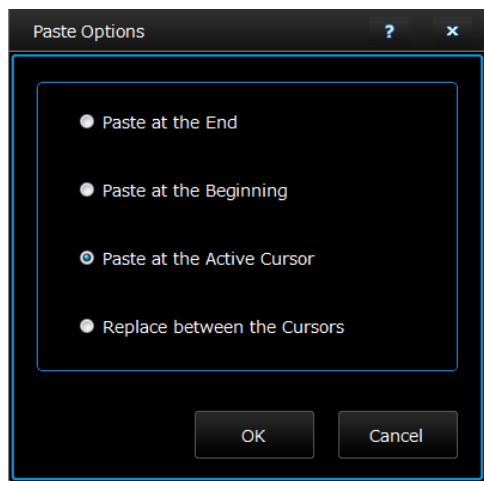 Paste Options ? x
Paste at the End
Paste at the Beginning
Paste at the Active Cursor
Replace between the Cursors
OK Cancel